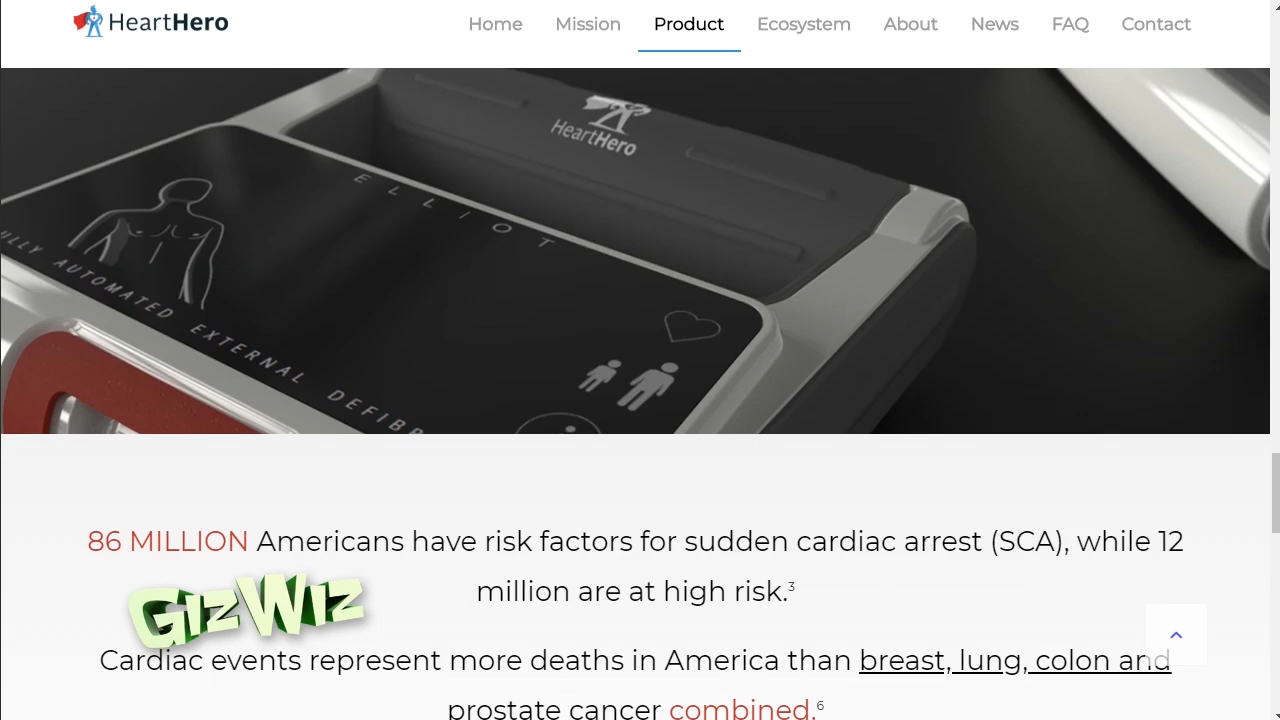 HeartHero
Home Mission Product Ecosystem About News FAQ Contact
HeartHero
ELLIOT
AUTOMATED EXTERNAL
86 MILLION Americans have risk factors for sudden cardiac arrest (SCA), while 12
million are at high risk.3
GizWiz
Cardiac events represent more deaths in America than breast, lung, colon and
prostate cancer combined.6